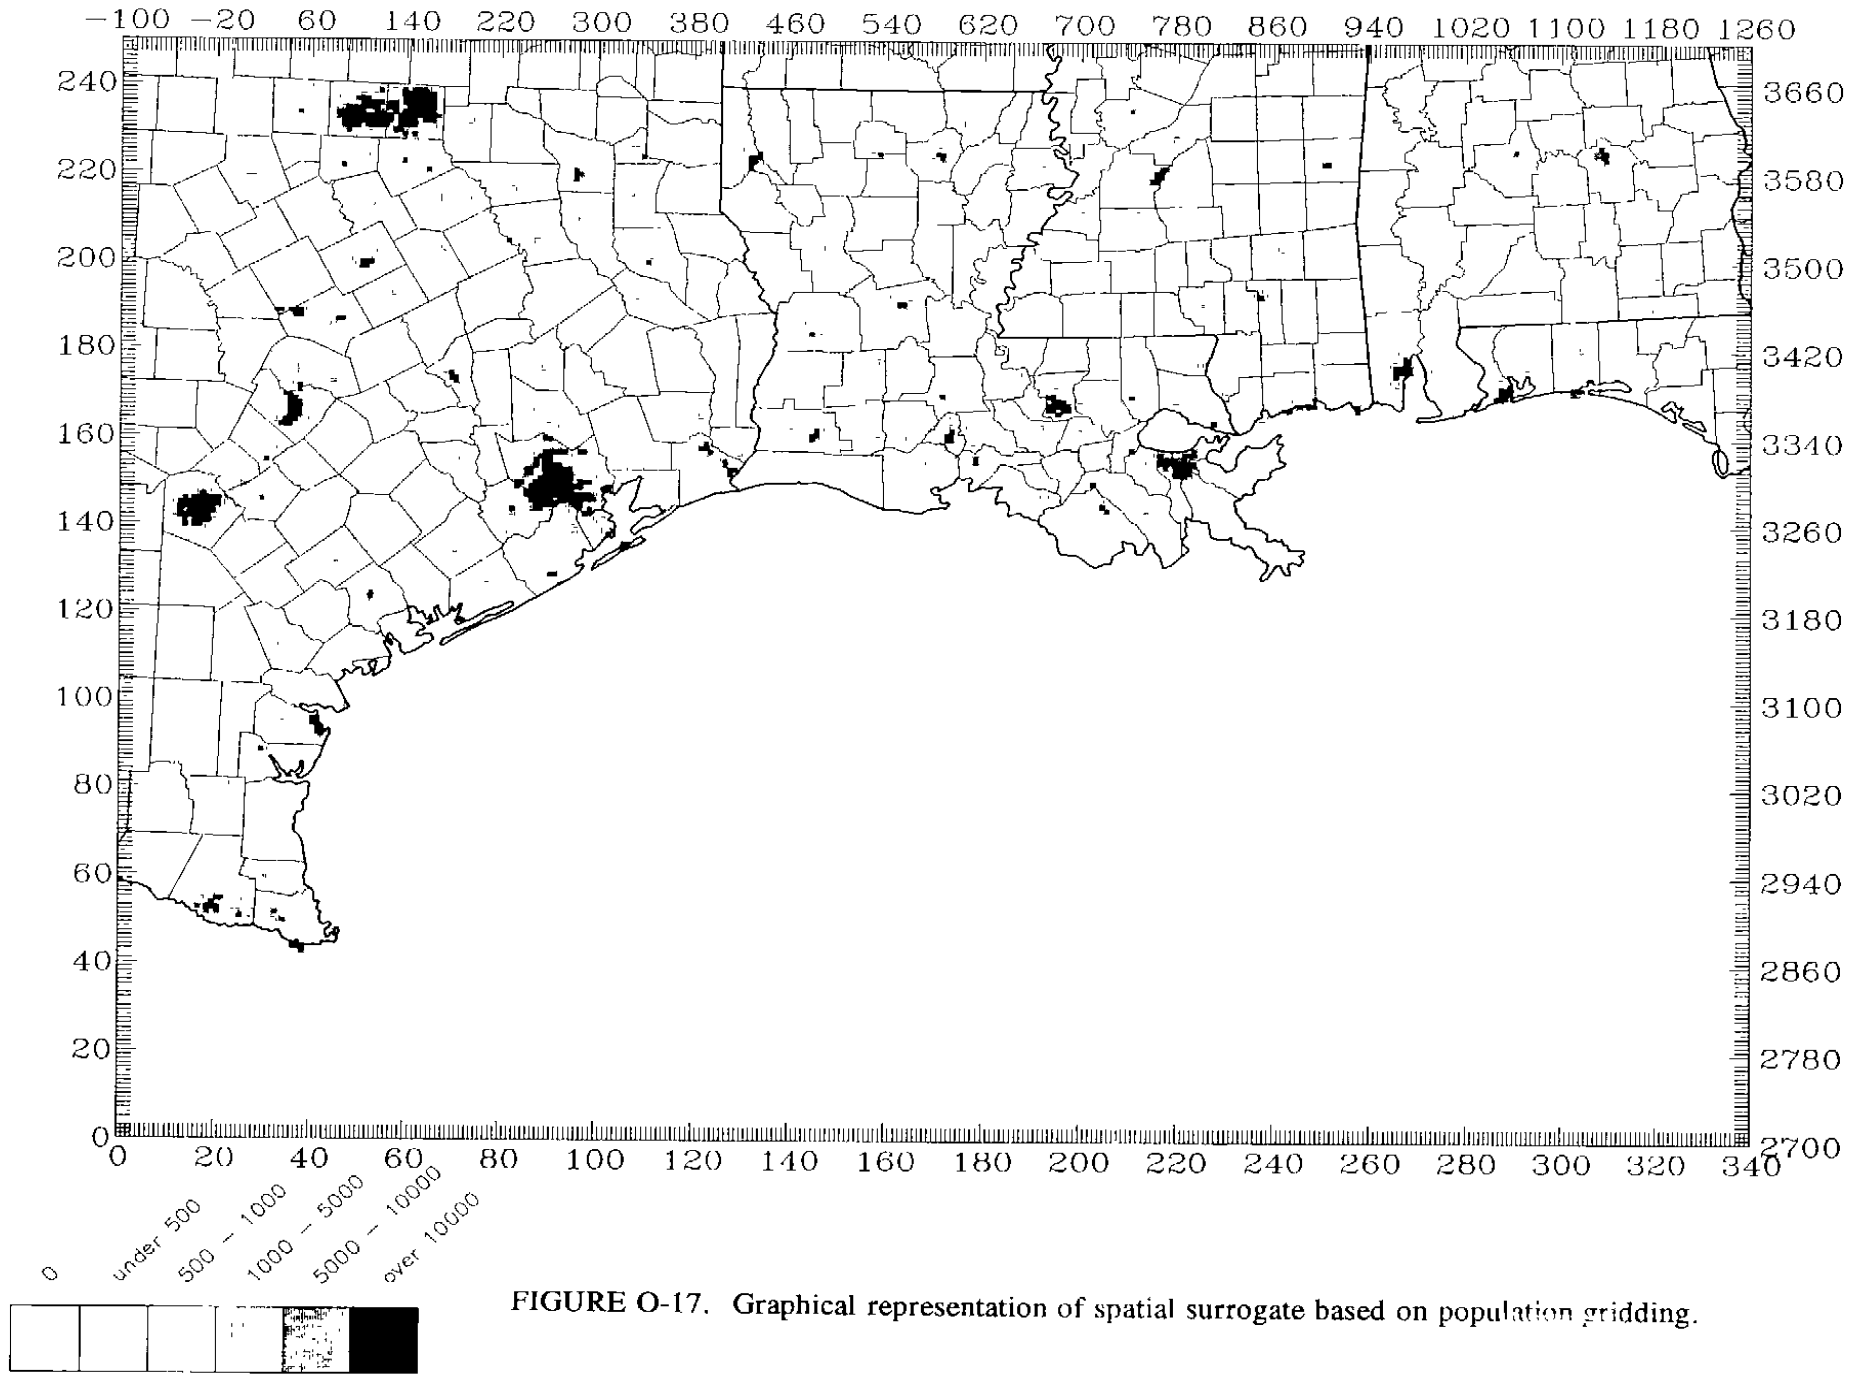 -100 -20 60 140 220 300 380 460 540 620 700 780 860 940 1020 1100 1180 1260
240 3660
220 3580
200 3500
180 3420
160 3340
140 3260
120 3180
100 3100
80 3020
60 2940
40 2860
20 2780
0 2700
0 20 40 60 80 100 120 140 160 180 200 220 240 260 280 300 320 340
0
under 500
500 - 1000
1000 - 5000
5000 - 10000
over 10000
FIGURE O-17. Graphical representation of spatial surrogate based on population gridding.